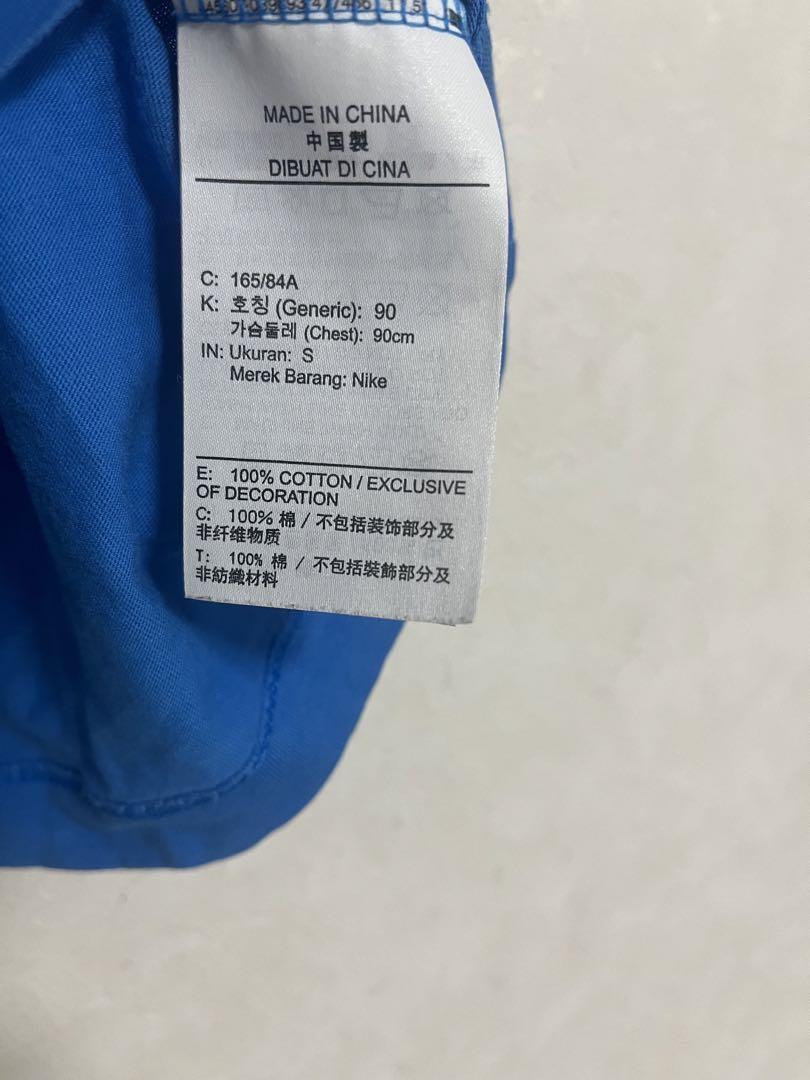 MADE IN CHINA
中国製
DIBUAT DI CINA
C: 165/84A
K: 호칭 (Generic): 90
가슴둘레 (Chest): 90cm
IN: Ukuran: S
Merek Barang: Nike
E: 100% COTTON / EXCLUSIVE
OF DECORATION
C: 100% 棉 / 不包括装饰部分及
非纤维物质
T: 100% 棉 / 不包括裝飾部分及
非紡織材料